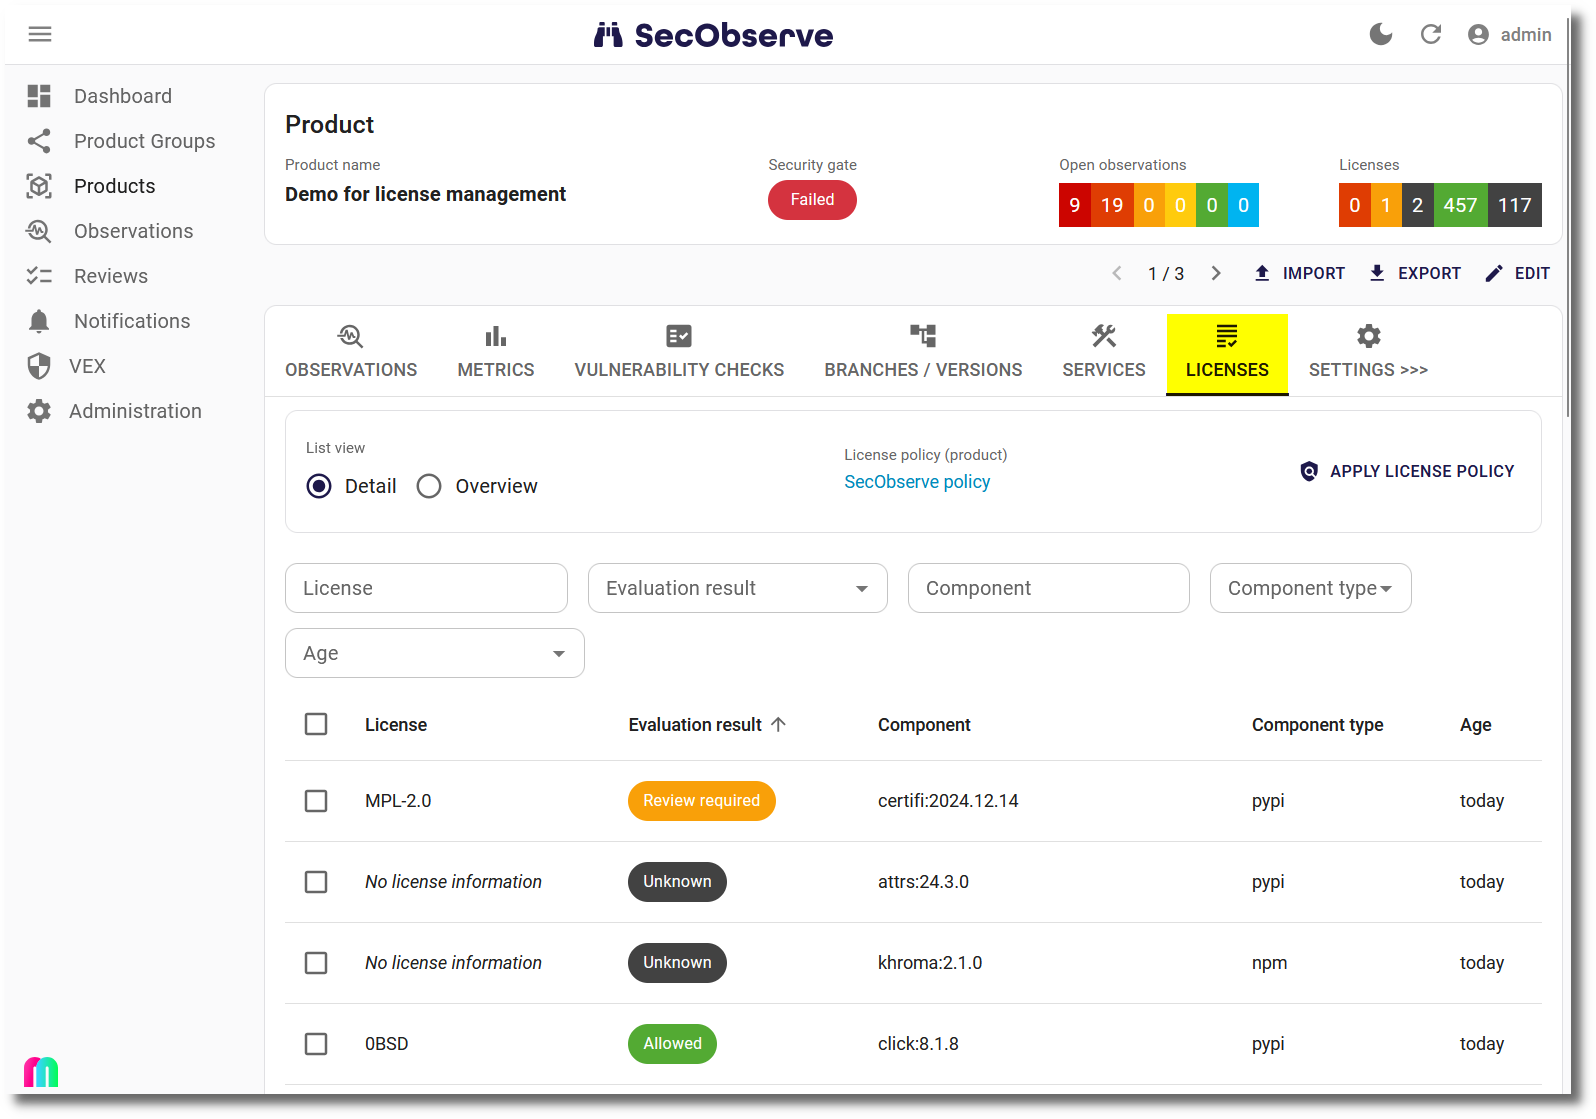 SecObserve
admin
Dashboard
Product Groups
Products
Observations
Reviews
Notifications
VEX
Administration
Product
Product name
Demo for license management
Security gate
Failed
Open observations
9 19 0 0 0 0
Licenses
0 1 2 457 117
1 / 3
IMPORT
EXPORT
EDIT
OBSERVATIONS
METRICS
VULNERABILITY CHECKS
BRANCHES / VERSIONS
SERVICES
LICENSES
SETTINGS >>>
List view
Detail
Overview
License policy (product)
SecObserve policy
APPLY LICENSE POLICY
License
Evaluation result
Component
Component type
Age
License Evaluation result Component Component type Age
MPL-2.0 Review required certifi:2024.12.14 pypi today
No license information Unknown attrs:24.3.0 pypi today
No license information Unknown khroma:2.1.0 npm today
0BSD Allowed click:8.1.8 pypi today